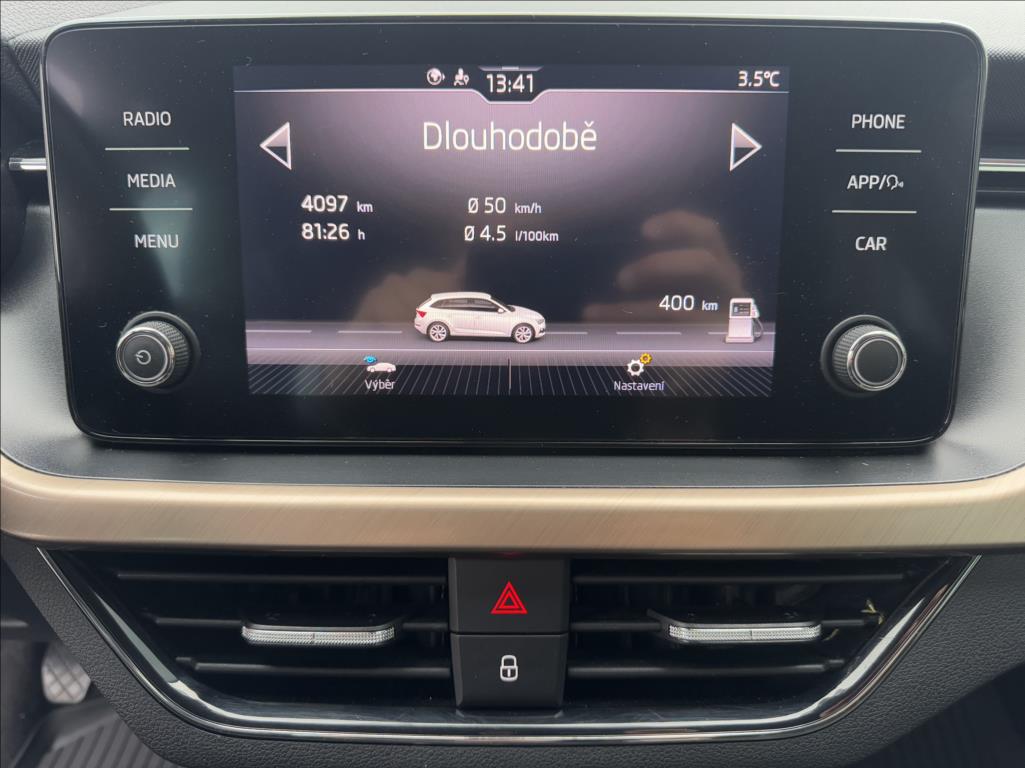 13:41
3.5°C
RADIO
MEDIA
MENU
Dlouhodobě
4097 km
81:26 h
Ø 50 km/h
Ø 4.5 l/100km
400 km
Výběr
Nastavení
PHONE
APP/
CAR